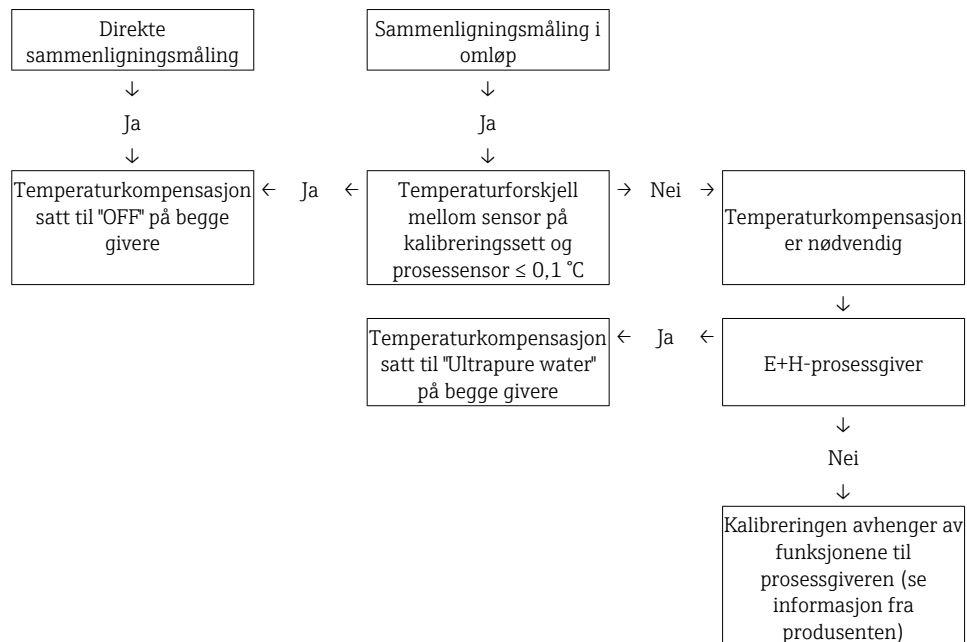 Direkte
sammenligningsmåling
Sammenligningsmåling i
omløp
↓
↓
Ja
Ja
↓
↓
Temperaturkompensasjon
satt til "OFF" på begge
givere
← Ja ←
Temperaturforskjell
mellom sensor på
kalibreringssett og
prosessensor ≤ 0,1 °C
→ Nei →
Temperaturkompensasjon
er nødvendig
↓
Temperaturkompensasjon
satt til "Ultrapure water"
på begge givere
← Ja ←
E+H-prosessgiver
↓
Nei
↓
Kalibreringen avhenger av
funksjonene til
prosessgiveren (se
informasjon fra
produsenten)